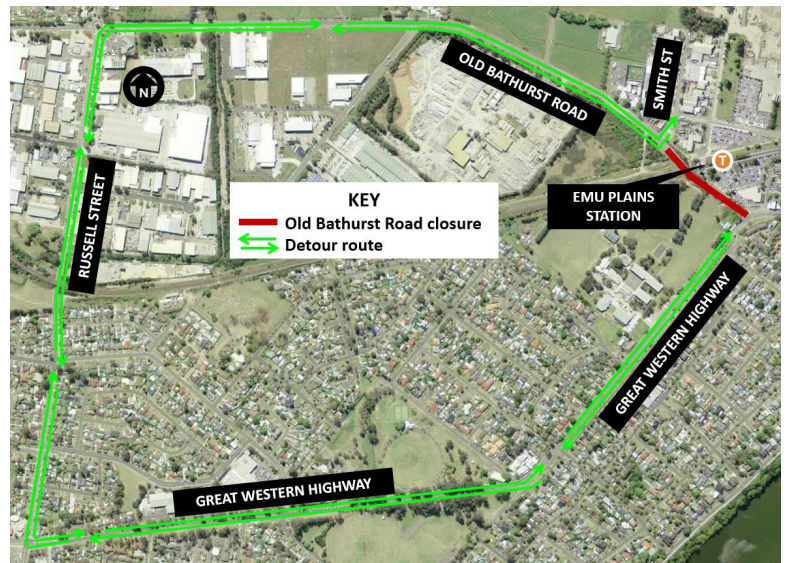 OLD BATHURST ROAD
SMITH ST
N
T
EMU PLAINS
STATION
KEY
Old Bathurst Road closure
Detour route
RUSSELL STREET
GREAT WESTERN HIGHWAY
GREAT WESTERN HIGHWAY